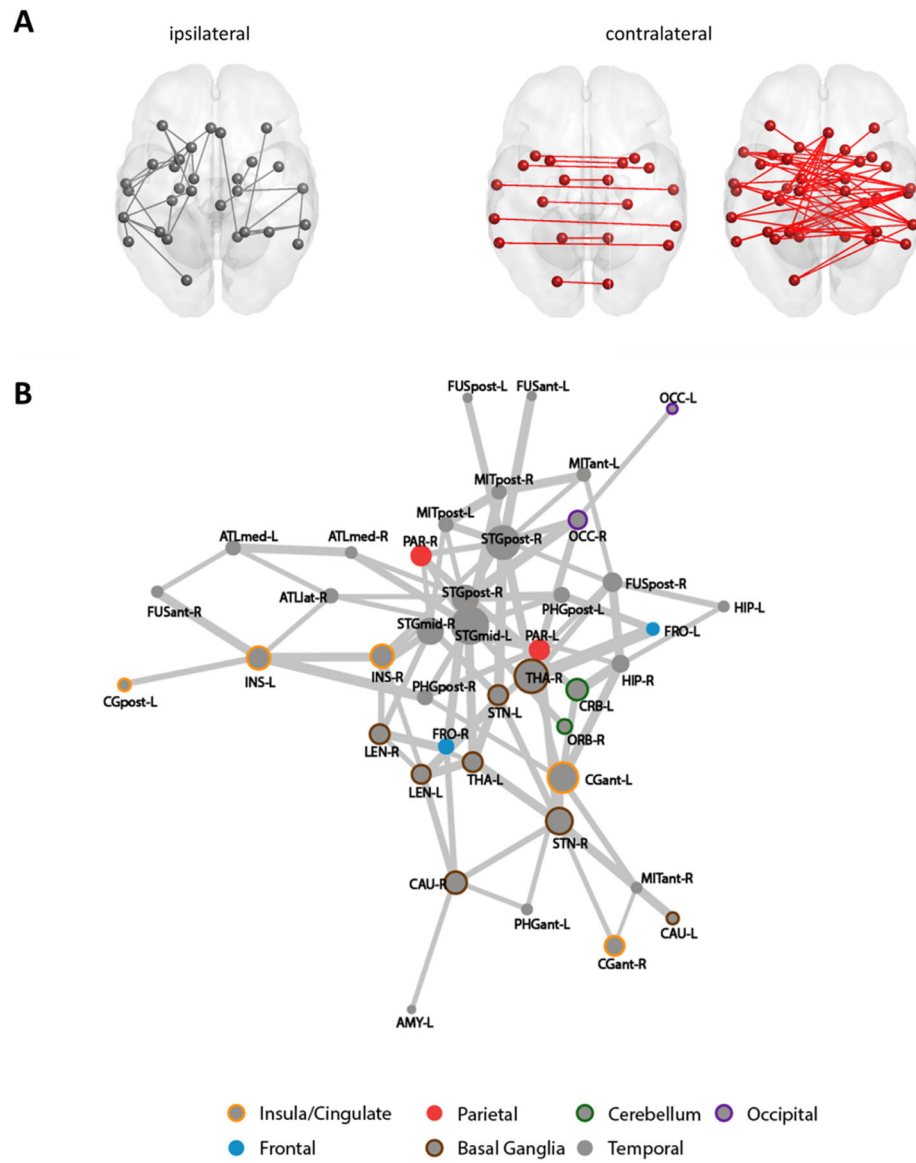 A
ipsilateral
contralateral
B
FUSpost-L
FUSant-L
OCC-L
MITant-L
MITpost-R
MITpost-L
ATLmed-L
ATLmed-R
PAR-R
STGpost-R
OCC-R
FUSpost-R
STGpost-R
ATLlat-R
FUSant-R
PHGpost-L
HIP-L
STGmid-R
STGmid-L
PAR-L
FRO-L
INS-L
INS-R
THA-R
HIP-R
CGpost-L
PHGpost-R
STN-L
CRB-L
FRO-R
ORB-R
LEN-R
THA-L
CGant-L
LEN-L
STN-R
CAU-R
MITant-R
PHGant-L
CAU-L
CGant-R
AMY-L
Insula/Cingulate
Parietal
Cerebellum
Occipital
Frontal
Basal Ganglia
Temporal